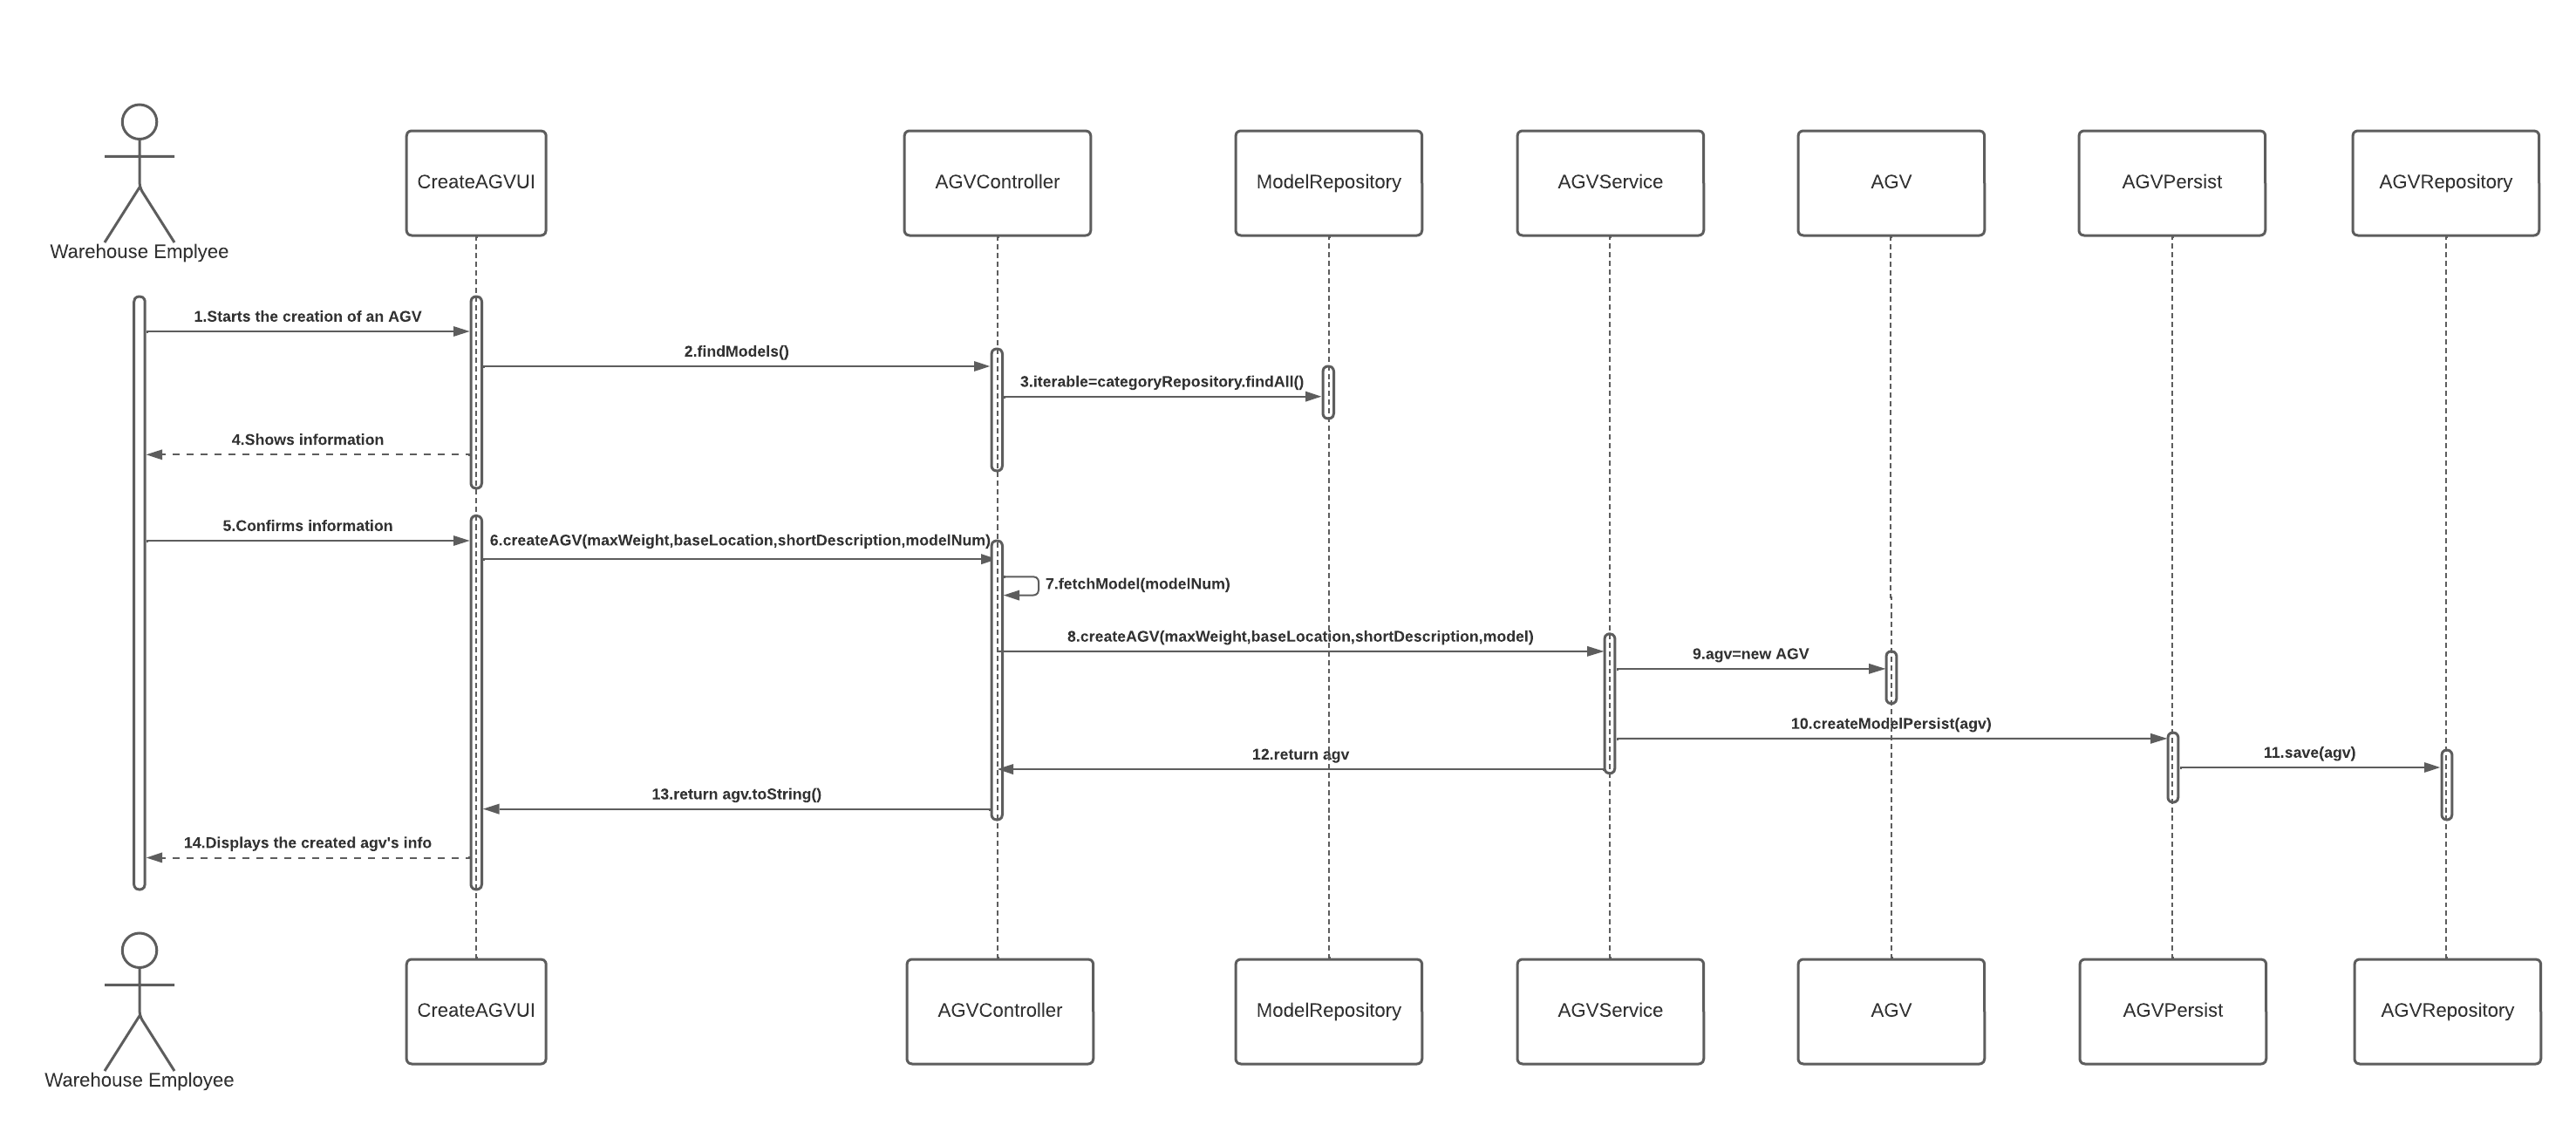 Warehouse Emplyee
CreateAGVUI
AGVController
ModelRepository
AGVService
AGV
AGVPersist
AGVRepository
1.Starts the creation of an AGV
2.findModels()
3.iterable=categoryRepository.findAll()
4.Shows information
5.Confirms information
6.createAGV(maxWeight,baseLocation,shortDescription,modelNum)
7.fetchModel(modelNum)
8.createAGV(maxWeight,baseLocation,shortDescription,model)
9.agv=new AGV
10.createModelPersist(agv)
11.save(agv)
12.return agv
13.return agv.toString()
14.Displays the created agv's info
Warehouse Employee
CreateAGVUI
AGVController
ModelRepository
AGVService
AGV
AGVPersist
AGVRepository